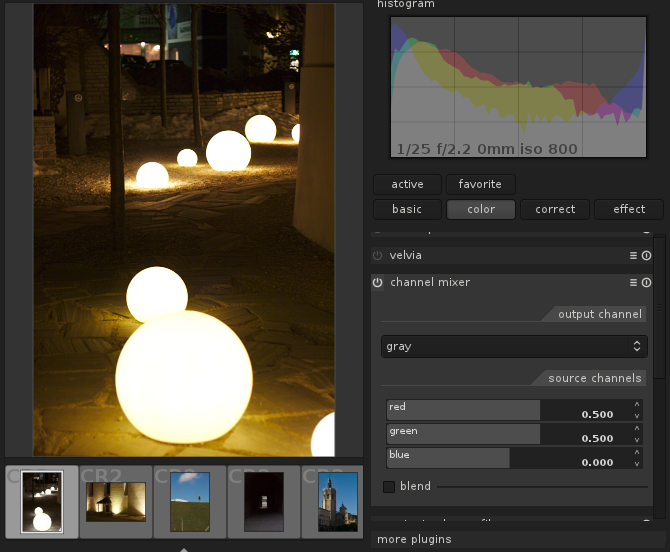 histogram
1/25 f/2.2 0mm iso 800
active favorite
basic color correct effect
velvia
channel mixer
output channel
gray
source channels
red 0.500
green 0.500
blue 0.000
blend
CR2
more plugins